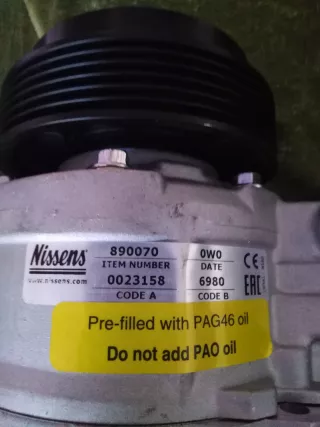 Nissens
www.nissens.com
890070
ITEM NUMBER
0W0
DATE
0023158
CODE A
6980
CODE B
CE
EAC
Pre-filled with PAG46 oil
Do not add PAO oil